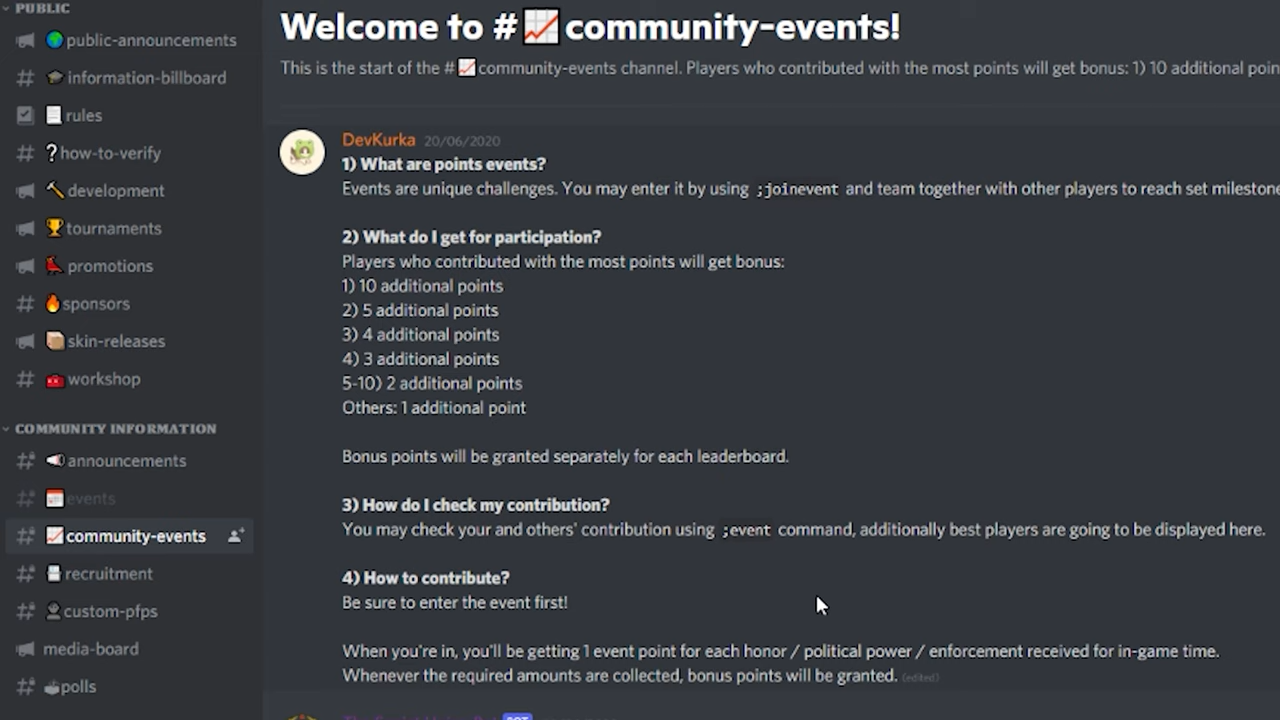 PUBLIC
public-announcements
information-billboard
rules
how-to-verify
development
tournaments
promotions
sponsors
skin-releases
workshop
COMMUNITY INFORMATION
announcements
events
community-events
recruitment
custom-pfps
media-board
polls
Welcome to #📈community-events!
This is the start of the #📈community-events channel. Players who contributed with the most points will get bonus: 1) 10 additional poin
DevKurka 20/06/2020
1) What are points events?
Events are unique challenges. You may enter it by using ;joinevent and team together with other players to reach set milestone
2) What do I get for participation?
Players who contributed with the most points will get bonus:
1) 10 additional points
2) 5 additional points
3) 4 additional points
4) 3 additional points
5-10) 2 additional points
Others: 1 additional point
Bonus points will be granted separately for each leaderboard.
3) How do I check my contribution?
You may check your and others' contribution using ;event command, additionally best players are going to be displayed here.
4) How to contribute?
Be sure to enter the event first!
When you're in, you'll be getting 1 event point for each honor / political power / enforcement received for in-game time.
Whenever the required amounts are collected, bonus points will be granted. (edited)